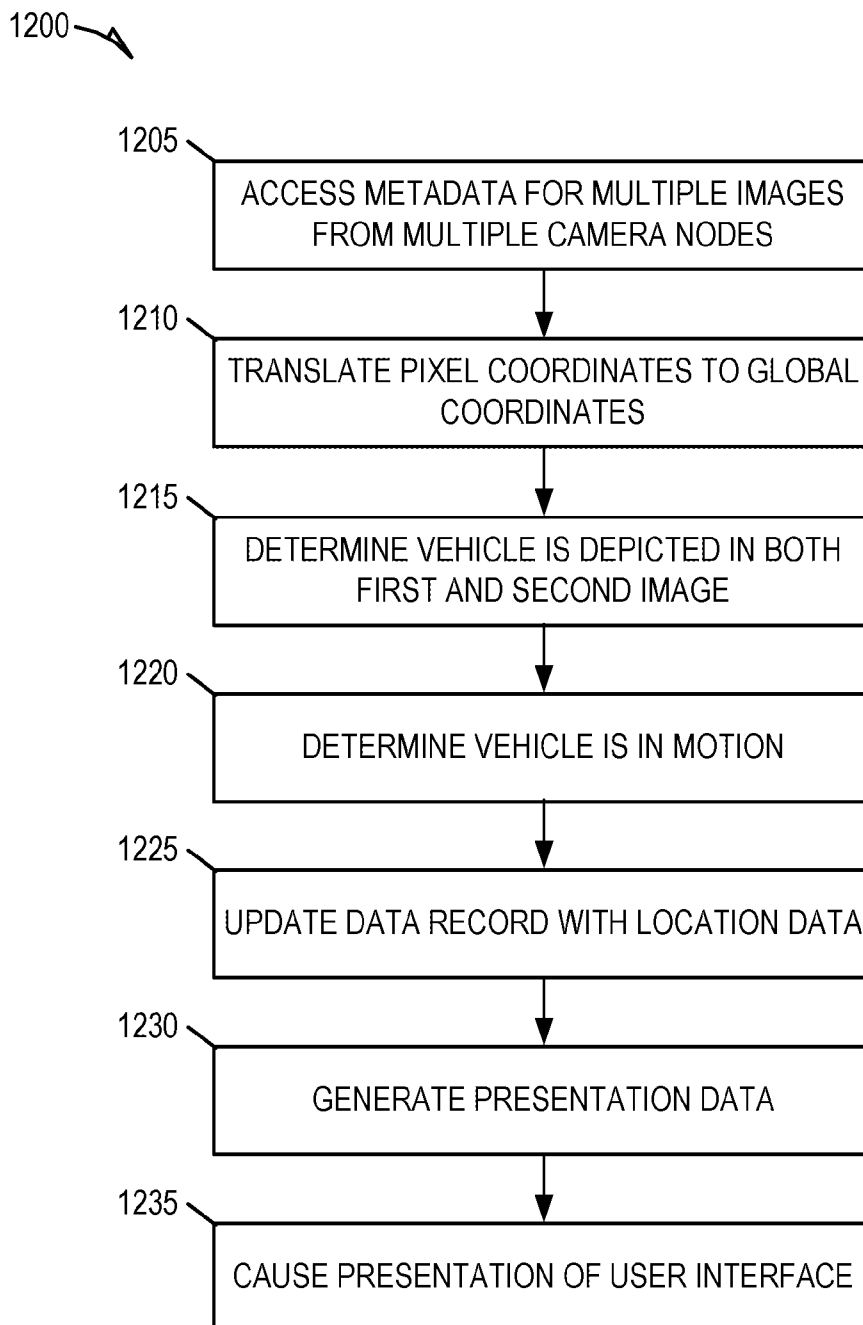 1200
1205
ACCESS METADATA FOR MULTIPLE IMAGES
FROM MULTIPLE CAMERA NODES
1210
TRANSLATE PIXEL COORDINATES TO GLOBAL
COORDINATES
1215
DETERMINE VEHICLE IS DEPICTED IN BOTH
FIRST AND SECOND IMAGE
1220
DETERMINE VEHICLE IS IN MOTION
1225
UPDATE DATA RECORD WITH LOCATION DATA
1230
GENERATE PRESENTATION DATA
1235
CAUSE PRESENTATION OF USER INTERFACE